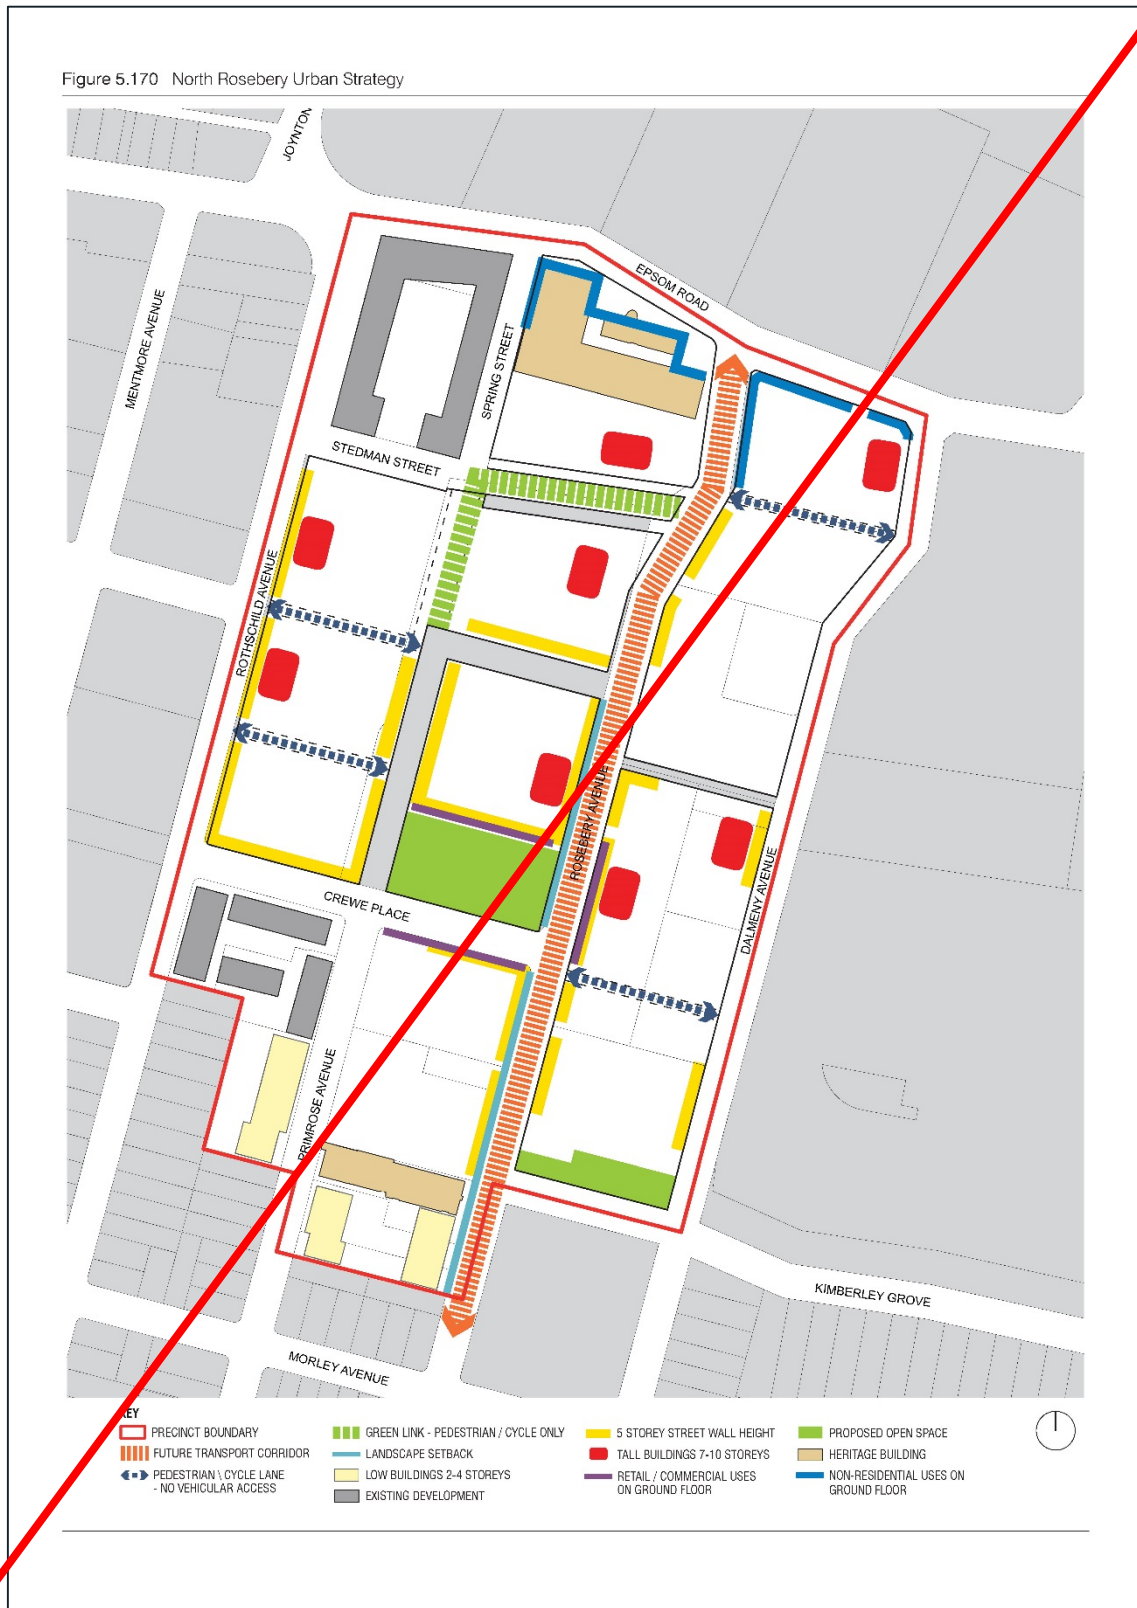 Figure 5.170 North Rosebery Urban Strategy
JOYNTON
MENTMORE AVENUE
EPSOM ROAD
SPRING STREET
STEDMAN STREET
ROTHSCHILD AVENUE
ROSEBERY AVENUE
CREWE PLACE
DALMENY AVENUE
PRIMROSE AVENUE
KIMBERLEY GROVE
MORLEY AVENUE
KEY
PRECINCT BOUNDARY
FUTURE TRANSPORT CORRIDOR
PEDESTRIAN \ CYCLE LANE
- NO VEHICULAR ACCESS
GREEN LINK - PEDESTRIAN / CYCLE ONLY
LANDSCAPE SETBACK
LOW BUILDINGS 2-4 STOREYS
EXISTING DEVELOPMENT
5 STOREY STREET WALL HEIGHT
TALL BUILDINGS 7-10 STOREYS
RETAIL / COMMERCIAL USES
ON GROUND FLOOR
PROPOSED OPEN SPACE
HERITAGE BUILDING
NON-RESIDENTIAL USES ON
GROUND FLOOR